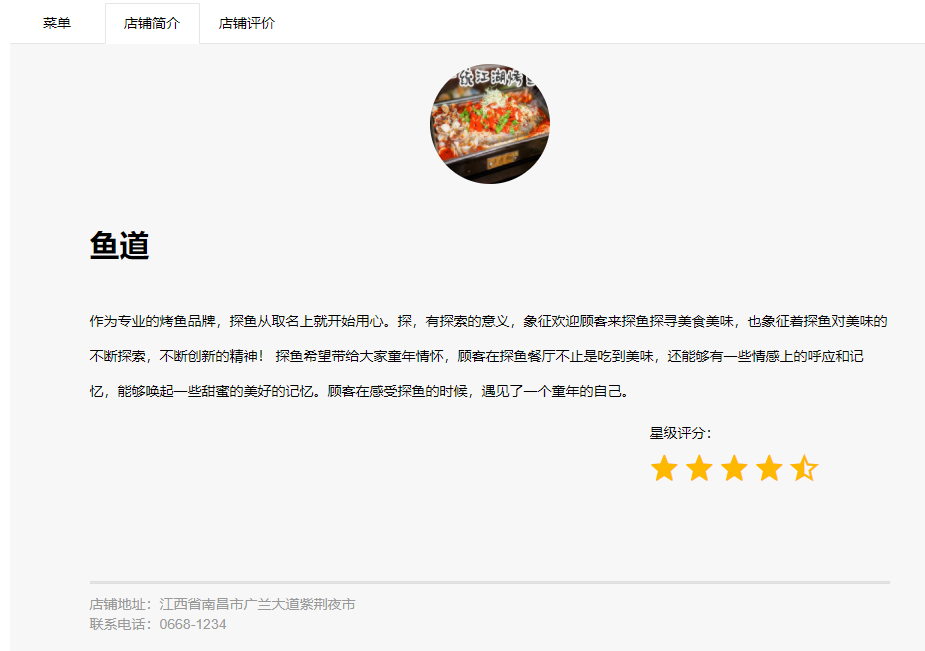 菜单 店铺简介 店铺评价
江湖烤
鱼道
作为专业的烤鱼品牌，探鱼从取名上就开始用心。探，有探索的意义，象征欢迎顾客来探鱼探寻美食美味，也象征着探鱼对美味的
不断探索，不断创新的精神！ 探鱼希望带给大家童年情怀，顾客在探鱼餐厅不止是吃到美味，还能够有一些情感上的呼应和记
忆，能够唤起一些甜蜜的美好的记忆。顾客在感受探鱼的时候，遇见了一个童年的自己。
星级评分：
店铺地址：江西省南昌市广兰大道紫荆夜市
联系电话：0668-1234